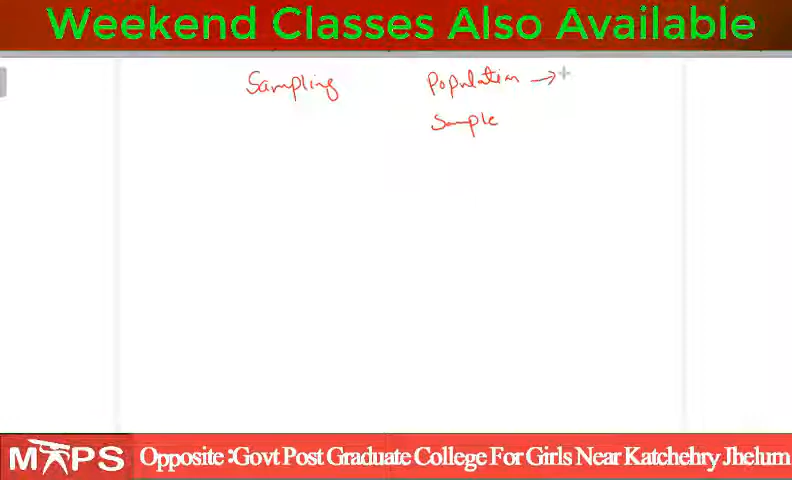 Weekend Classes Also Available
Sampling Population →
Sample
MAPS Opposite :Govt Post Graduate College For Girls Near Katchehry Jhelum